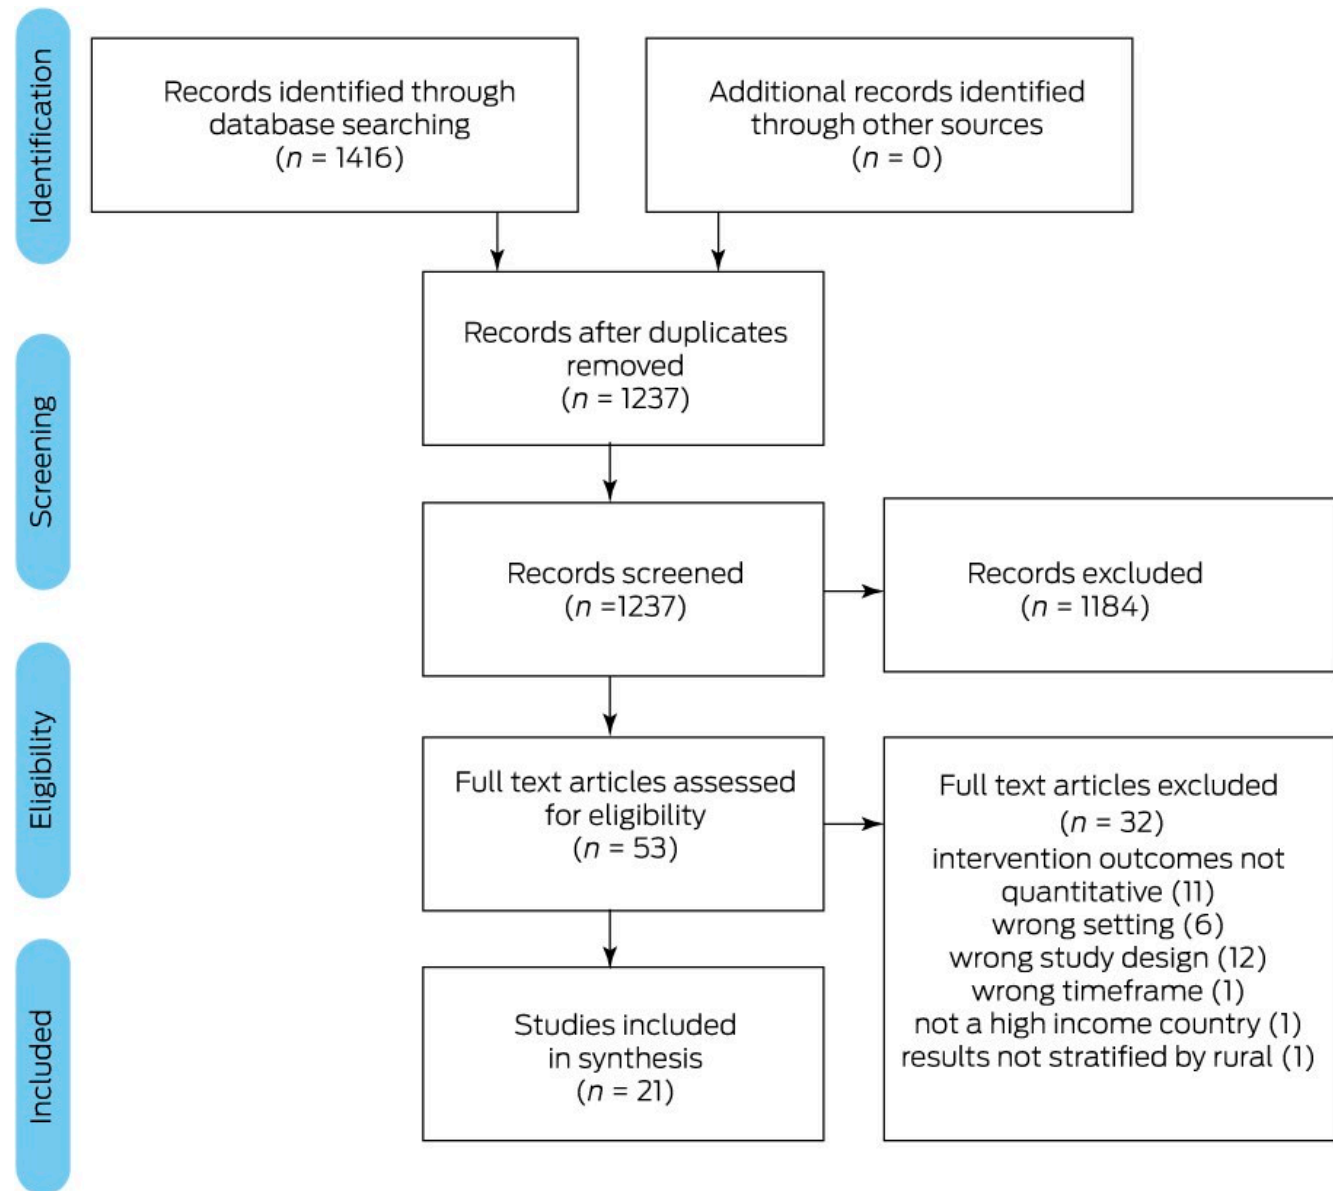 Identification
Records identified through
database searching
(n = 1416)
Additional records identified
through other sources
(n = 0)
Records after duplicates
removed
(n = 1237)
Screening
Records screened
(n =1237)
Records excluded
(n = 1184)
Eligibility
Full text articles assessed
for eligibility
(n = 53)
Full text articles excluded
(n = 32)
intervention outcomes not
quantitative (11)
wrong setting (6)
wrong study design (12)
wrong timeframe (1)
not a high income country (1)
results not stratified by rural (1)
Included
Studies included
in synthesis
(n = 21)